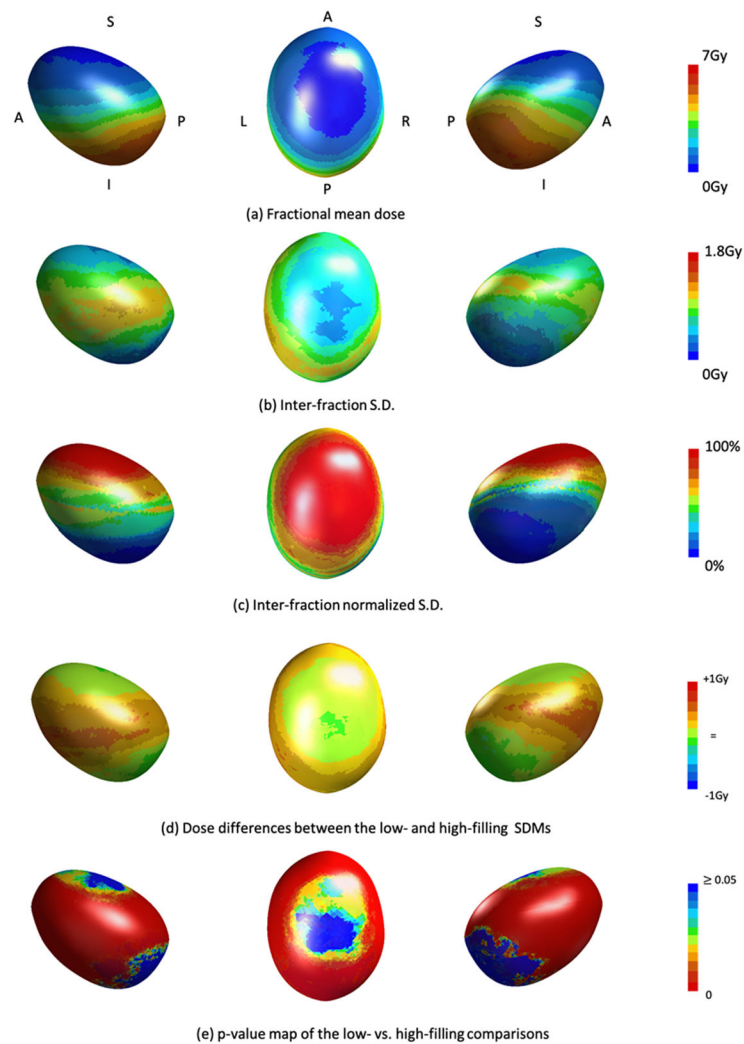 S A S
7Gy
A P L R P A
I P I
0Gy
(a) Fractional mean dose
1.8Gy
0Gy
(b) Inter-fraction S.D.
100%
0%
(c) Inter-fraction normalized S.D.
+1Gy
=
-1Gy
(d) Dose differences between the low- and high-filling SDMs
≥ 0.05
0
(e) p-value map of the low- vs. high-filling comparisons